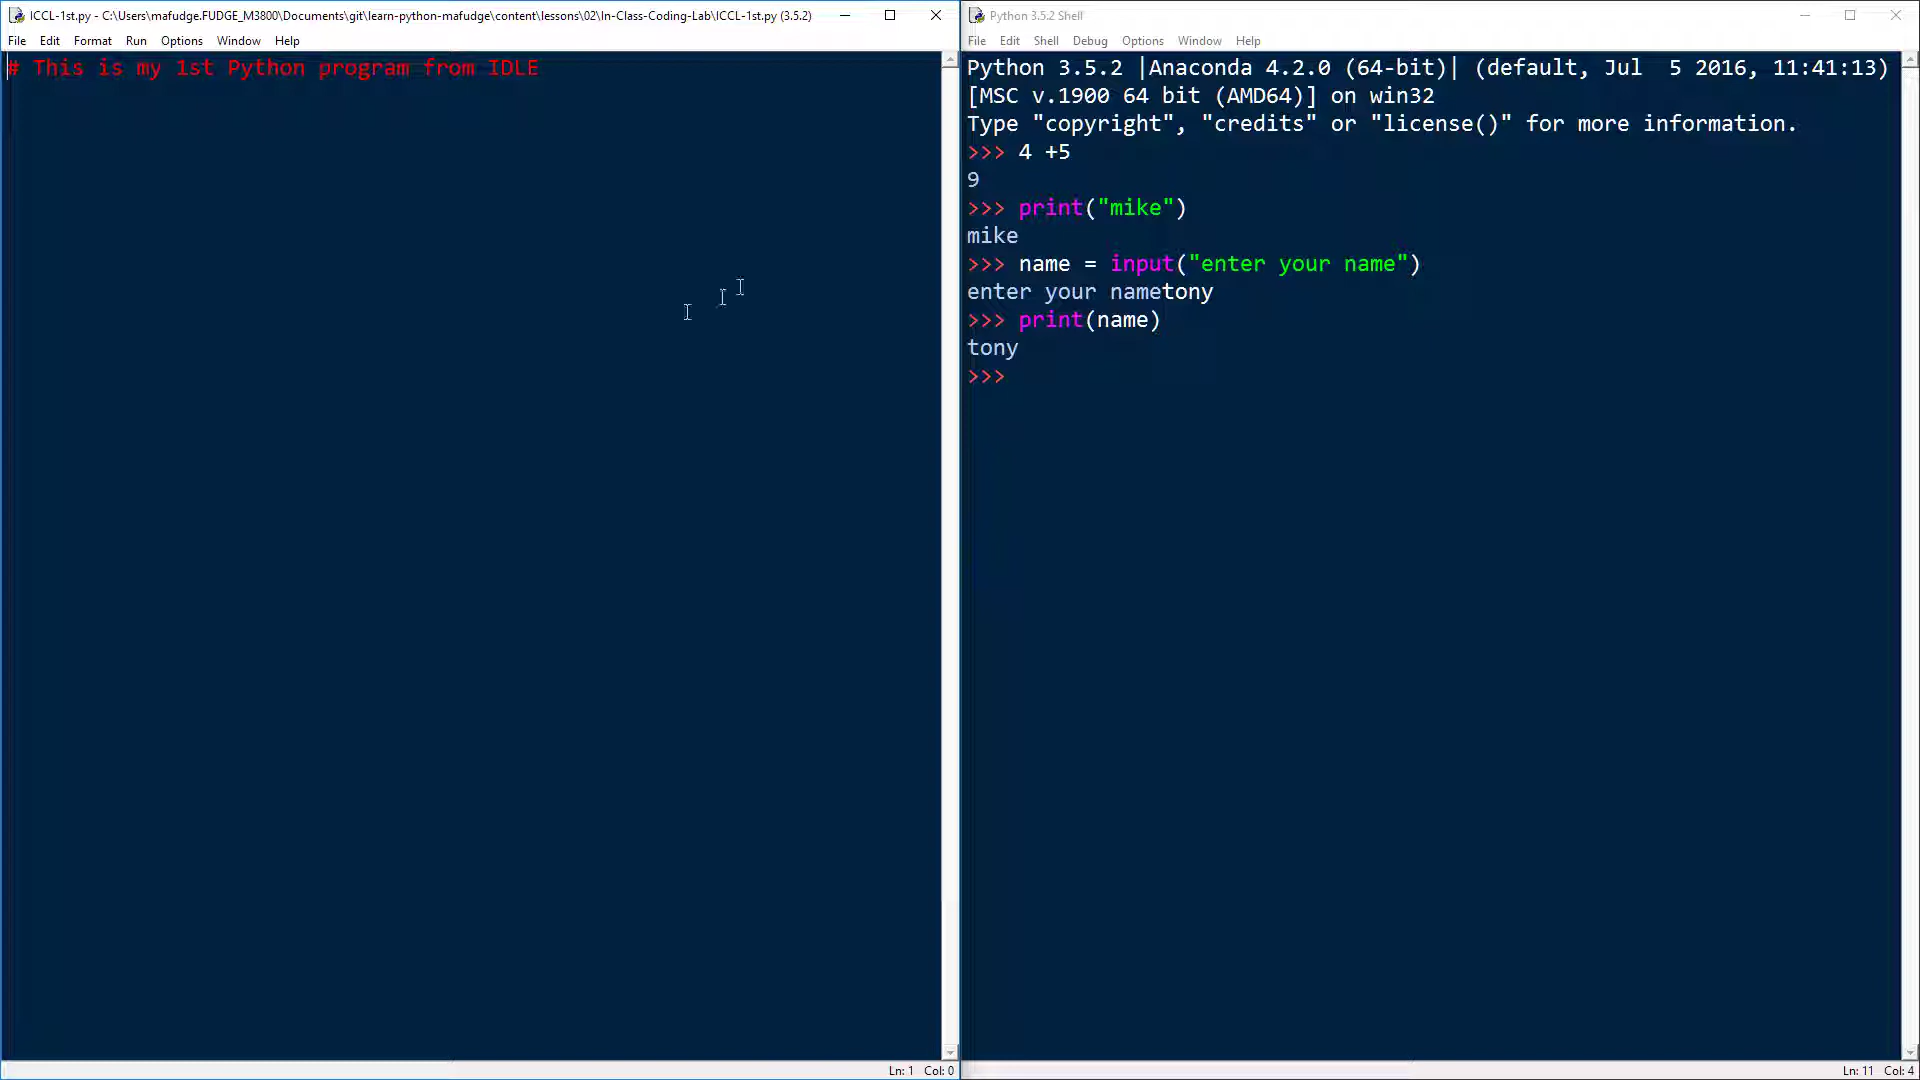 ICCL-1st.py - C:\Users\mafudge.FUDGE_M3800\Documents\git\learn-python-mafudge\content\lessons\02\In-Class-Coding-Lab\ICCL-1st.py (3.5.2)
File Edit Format Run Options Window Help
# This is my 1st Python program from IDLE
Ln: 1 Col: 0
Python 3.5.2 Shell
File Edit Shell Debug Options Window Help
Python 3.5.2 |Anaconda 4.2.0 (64-bit)| (default, Jul  5 2016, 11:41:13)
[MSC v.1900 64 bit (AMD64)] on win32
Type "copyright", "credits" or "license()" for more information.
>>> 4 +5
9
>>> print("mike")
mike
>>> name = input("enter your name")
enter your nametony
>>> print(name)
tony
>>>
Ln: 11 Col: 4